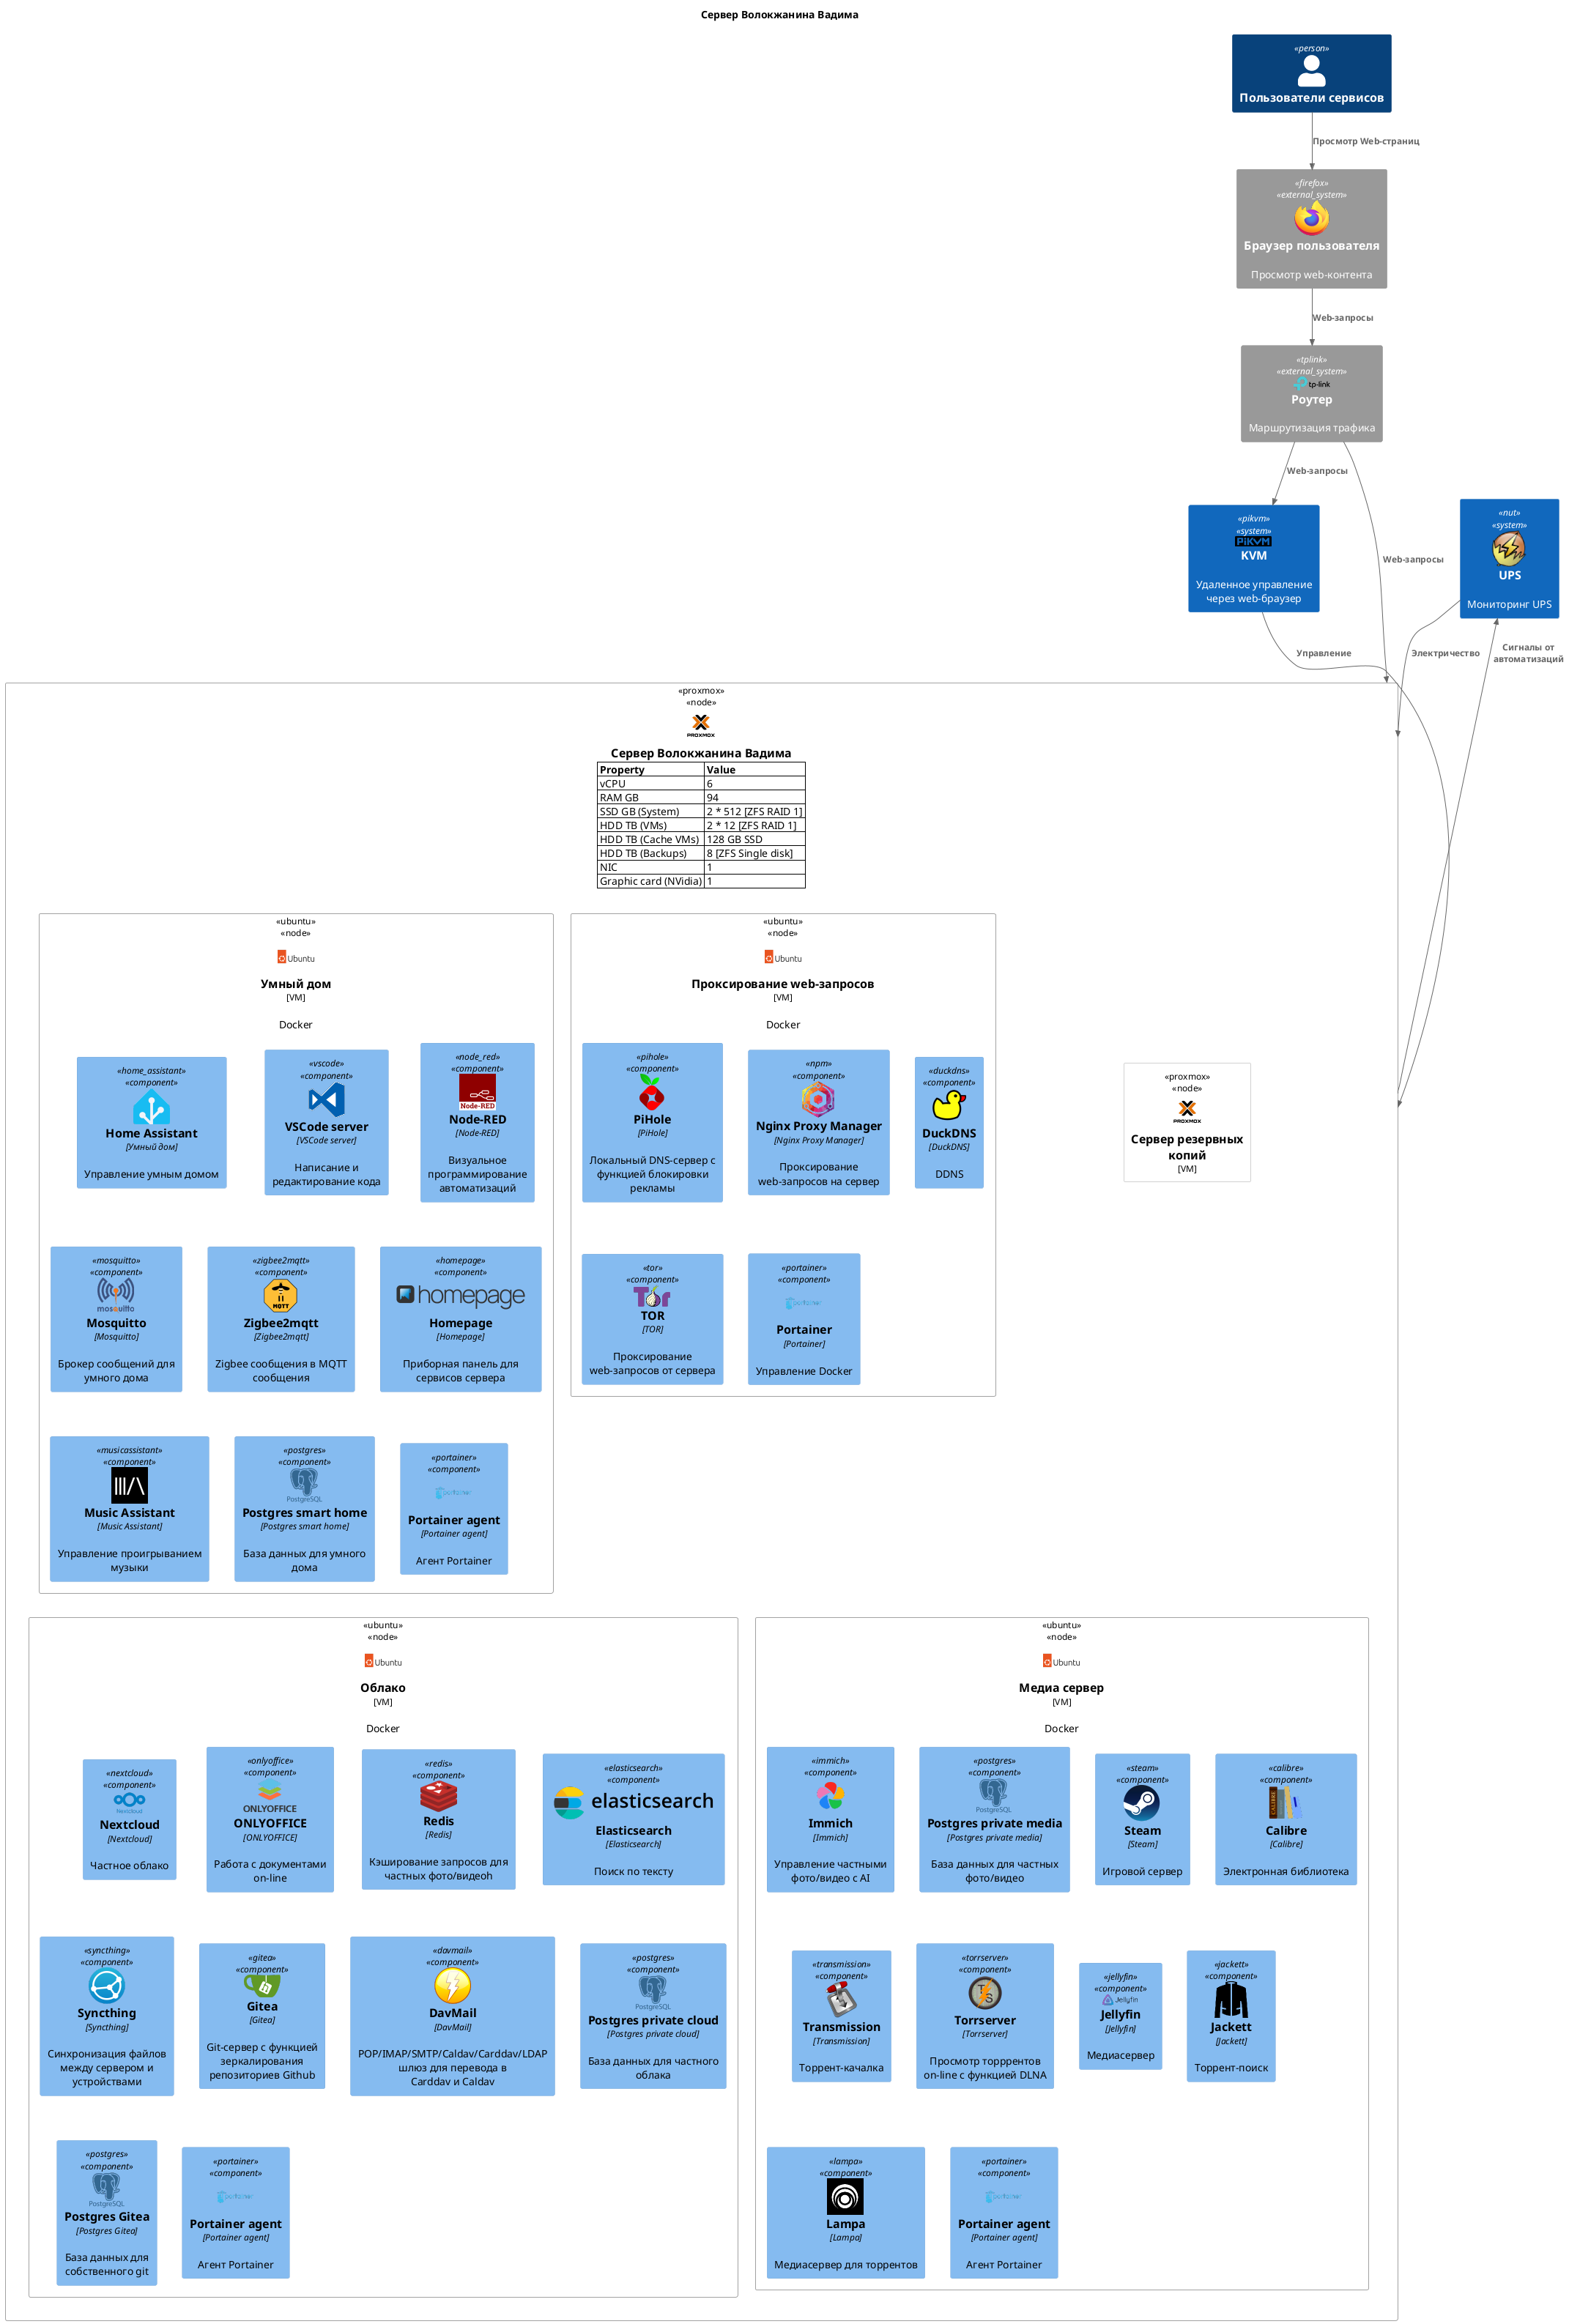 Сервер Волокжанина Вадима
«person»
Пользователи сервисов
Просмотр Web-страниц
«firefox»
«external_system»
Браузер пользователя
Просмотр web-контента
Web-запросы
«tplink»
«external_system»
tp-link
Роутер
Маршрутизация трафика
Web-запросы
Web-запросы
«pikvm»
«system»
PiKVM
KVM
Удаленное управление
через web-браузер
«nut»
«system»
UPS
Мониторинг UPS
Управление
Электричество
Сигналы от
автоматизаций
«proxmox»
«node»
PROXMOX
Сервер Волокжанина Вадима
Property Value
vCPU 6
RAM GB 94
SSD GB (System) 2 * 512 [ZFS RAID 1]
HDD TB (VMs) 2 * 12 [ZFS RAID 1]
HDD TB (Cache VMs) 128 GB SSD
HDD TB (Backups) 8 [ZFS Single disk]
NIC 1
Graphic card (NVidia) 1
«ubuntu»
«node»
Ubuntu
Умный дом
[VM]
Docker
«home_assistant»
«component»
Home Assistant
[Умный дом]
Управление умным домом
«vscode»
«component»
VSCode server
[VSCode server]
Написание и
редактирование кода
«node_red»
«component»
Node-RED
Node-RED
[Node-RED]
Визуальное
программирование
автоматизаций
«mosquitto»
«component»
mosquitto
Mosquitto
[Mosquitto]
Брокер сообщений для
умного дома
«zigbee2mqtt»
«component»
MQTT
Zigbee2mqtt
[Zigbee2mqtt]
Zigbee сообщения в MQTT
сообщения
«homepage»
«component»
homepage
Homepage
[Homepage]
Приборная панель для
сервисов сервера
«musicassistant»
«component»
Music Assistant
[Music Assistant]
Управление проигрыванием
музыки
«postgres»
«component»
PostgreSQL
Postgres smart home
[Postgres smart home]
База данных для умного
дома
«portainer»
«component»
portainer
Portainer agent
[Portainer agent]
Агент Portainer
«ubuntu»
«node»
Ubuntu
Проксирование web-запросов
[VM]
Docker
«pihole»
«component»
PiHole
[PiHole]
Локальный DNS-сервер с
функцией блокировки
рекламы
«npm»
«component»
Nginx Proxy Manager
[Nginx Proxy Manager]
Проксирование
web-запросов на сервер
«duckdns»
«component»
DuckDNS
[DuckDNS]
DDNS
«tor»
«component»
Tor
TOR
[TOR]
Проксирование
web-запросов от сервера
«portainer»
«component»
portainer
Portainer
[Portainer]
Управление Docker
«proxmox»
«node»
PROXMOX
Сервер резервных
копий
[VM]
«ubuntu»
«node»
Ubuntu
Облако
[VM]
Docker
«nextcloud»
«component»
Nextcloud
Nextcloud
[Nextcloud]
Частное облако
«onlyoffice»
«component»
ONLYOFFICE
ONLYOFFICE
[ONLYOFFICE]
Работа с документами
on-line
«redis»
«component»
Redis
[Redis]
Кэширование запросов для
частных фото/видеоh
«elasticsearch»
«component»
elasticsearch
Elasticsearch
[Elasticsearch]
Поиск по тексту
«syncthing»
«component»
Syncthing
[Syncthing]
Синхронизация файлов
между сервером и
устройствами
«gitea»
«component»
Gitea
[Gitea]
Git-сервер с функцией
зеркалирования
репозиториев Github
«davmail»
«component»
DavMail
[DavMail]
POP/IMAP/SMTP/Caldav/Carddav/LDAP
шлюз для перевода в
Carddav и Caldav
«postgres»
«component»
PostgreSQL
Postgres private cloud
[Postgres private cloud]
База данных для частного
облака
«postgres»
«component»
PostgreSQL
Postgres Gitea
[Postgres Gitea]
База данных для
собственного git
«portainer»
«component»
portainer
Portainer agent
[Portainer agent]
Агент Portainer
«ubuntu»
«node»
Ubuntu
Медиа сервер
[VM]
Docker
«immich»
«component»
Immich
[Immich]
Управление частными
фото/видео с AI
«postgres»
«component»
PostgreSQL
Postgres private media
[Postgres private media]
База данных для частных
фото/видео
«steam»
«component»
Steam
[Steam]
Игровой сервер
«calibre»
«component»
CALIBRE
Calibre
[Calibre]
Электронная библиотека
«transmission»
«component»
Transmission
[Transmission]
Торрент-качалка
«torrserver»
«component»
TS
Torrserver
[Torrserver]
Просмотр торррентов
on-line с функцией DLNA
«jellyfin»
«component»
Jellyfin
Jellyfin
[Jellyfin]
Медиасервер
«jackett»
«component»
Jackett
[Jackett]
Торрент-поиск
«lampa»
«component»
Lampa
[Lampa]
Медиасервер для торрентов
«portainer»
«component»
portainer
Portainer agent
[Portainer agent]
Агент Portainer